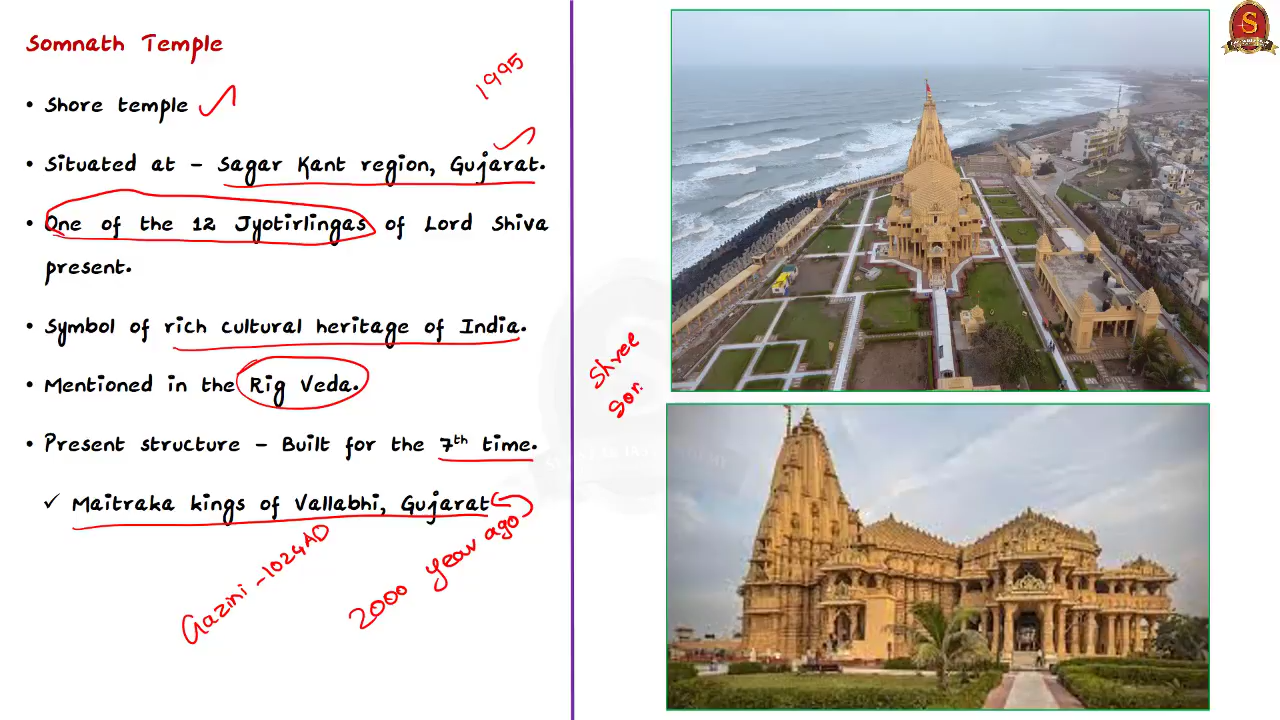 Somnath Temple
1995
• Shore temple
• Situated at – Sagar Kant region, Gujarat.
• One of the 12 Jyotirlingas of Lord Shiva
present.
• Symbol of rich cultural heritage of India.
Shree
Som
• Mentioned in the Rig Veda.
• Present structure – Built for the 7th time.
✓ Maitraka kings of Vallabhi, Gujarat
Gazini - 1024AD
2000 year ago
S